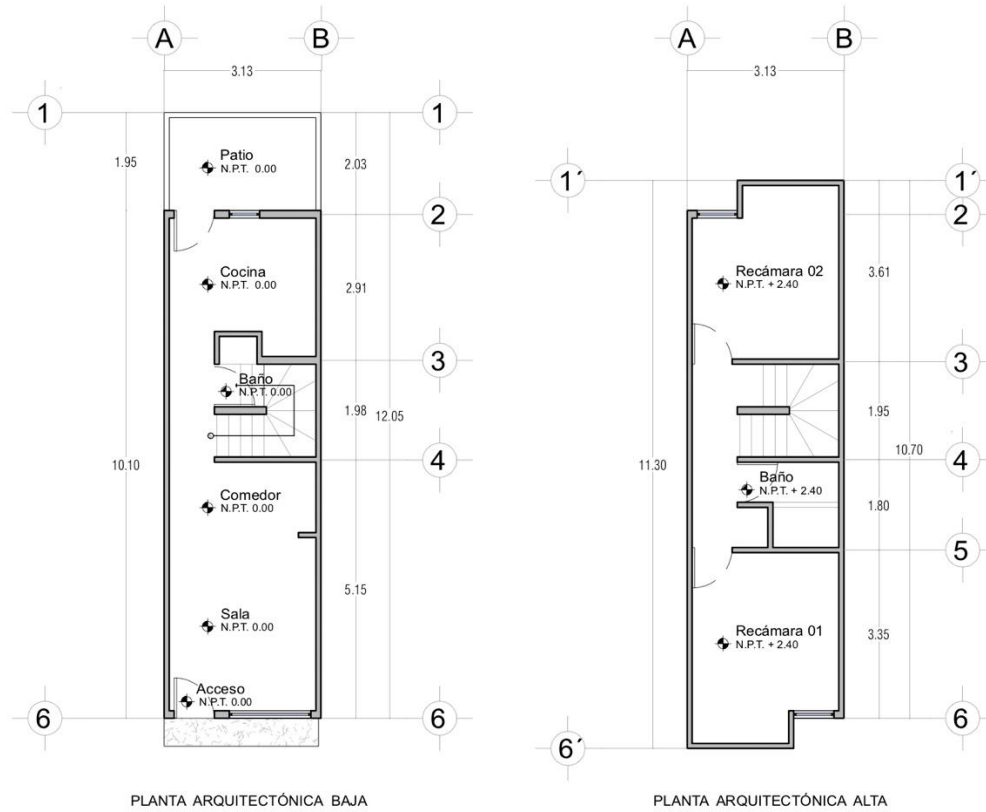 A
B
3.13
1
1
1.95
Patio
N.P.T. 0.00
2.03
2
Cocina
N.P.T. 0.00
2.91
3
Baño
N.P.T. 0.00
1.98
12.05
4
10.10
Comedor
N.P.T. 0.00
5.15
Sala
N.P.T. 0.00
Acceso
N.P.T. 0.00
6
6
PLANTA ARQUITECTÓNICA BAJA
A
B
3.13
1´
1´
2
Recámara 02
N.P.T. + 2.40
3.61
3
1.95
10.70
4
11.30
Baño
N.P.T. + 2.40
1.80
5
Recámara 01
N.P.T. + 2.40
3.35
6
6´
PLANTA ARQUITECTÓNICA ALTA